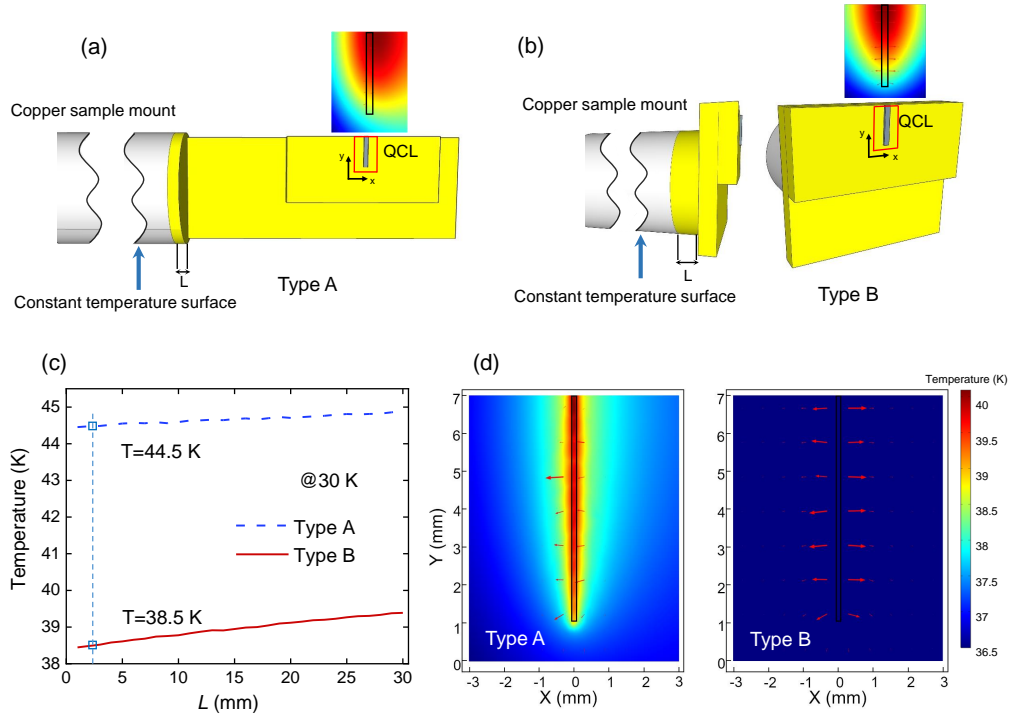 (a)
Copper sample mount
QCL
y
x
L
Type A
Constant temperature surface
(b)
Copper sample mount
QCL
y
x
L
Type B
Constant temperature surface
(c)
45
44
43
42
41
40
39
38
0
5
10
15
20
25
30
Temperature (K)
L (mm)
T=44.5 K
@30 K
Type A
Type B
T=38.5 K
(d)
7
6
5
4
3
2
1
0
Y (mm)
-3
-2
-1
0
1
2
3
X (mm)
Type A
7
6
5
4
3
2
1
0
-3
-2
-1
0
1
2
3
X (mm)
Type B
Temperature (K)
40
39.5
39
38.5
38
37.5
37
36.5